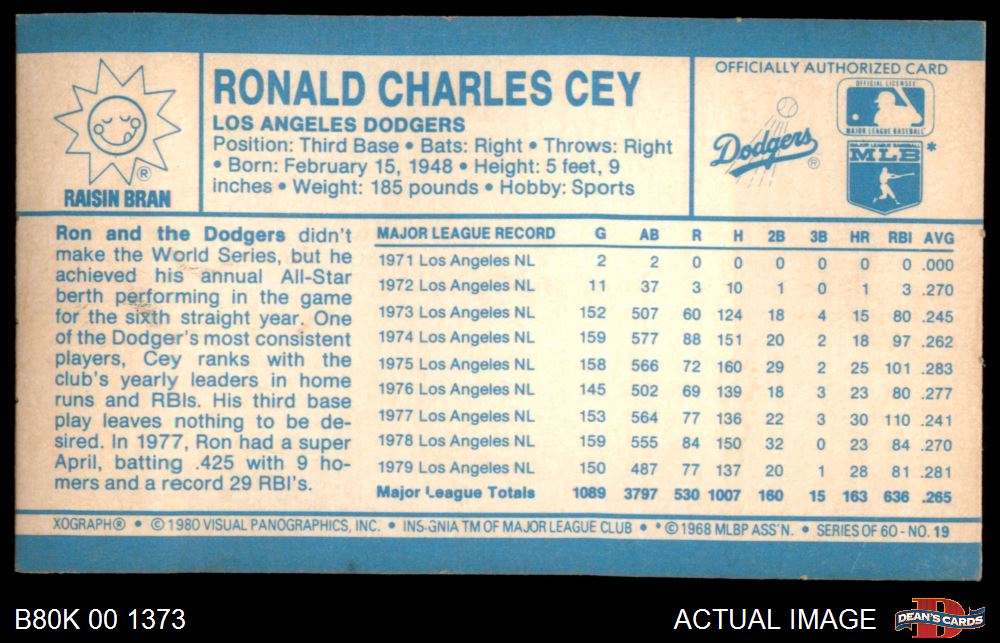 RAISIN BRAN
®
RONALD CHARLES CEY
LOS ANGELES DODGERS
Position: Third Base • Bats: Right • Throws: Right
• Born: February 15, 1948 • Height: 5 feet, 9
inches • Weight: 185 pounds • Hobby: Sports
OFFICIALLY AUTHORIZED CARD
Dodgers ®
OFFICIAL LICENSEE
MAJOR LEAGUE BASEBALL
MAJOR LEAGUE BASEBALL
MLB *
Ron and the Dodgers didn't
make the World Series, but he
achieved his annual All-Star
berth performing in the game
for the sixth straight year. One
of the Dodger's most consistent
players, Cey ranks with the
club's yearly leaders in home
runs and RBIs. His third base
play leaves nothing to be de-
sired. In 1977, Ron had a super
April, batting .425 with 9 ho-
mers and a record 29 RBI's.
MAJOR LEAGUE RECORD G AB R H 2B 3B HR RBI AVG
1971 Los Angeles NL 2 2 0 0 0 0 0 0 .000
1972 Los Angeles NL 11 37 3 10 1 0 1 3 .270
1973 Los Angeles NL 152 507 60 124 18 4 15 80 .245
1974 Los Angeles NL 159 577 88 151 20 2 18 97 .262
1975 Los Angeles NL 158 566 72 160 29 2 25 101 .283
1976 Los Angeles NL 145 502 69 139 18 3 23 80 .277
1977 Los Angeles NL 153 564 77 136 22 3 30 110 .241
1978 Los Angeles NL 159 555 84 150 32 0 23 84 .270
1979 Los Angeles NL 150 487 77 137 20 1 28 81 .281
Major League Totals 1089 3797 530 1007 160 15 163 636 .265
XOGRAPH® • © 1980 VISUAL PANOGRAPHICS, INC. • INSIGNIA TM OF MAJOR LEAGUE CLUB • * © 1968 MLBP ASS'N. • SERIES OF 60 - NO. 19
B80K 00 1373
ACTUAL IMAGE
D
DEAN'S CARDS